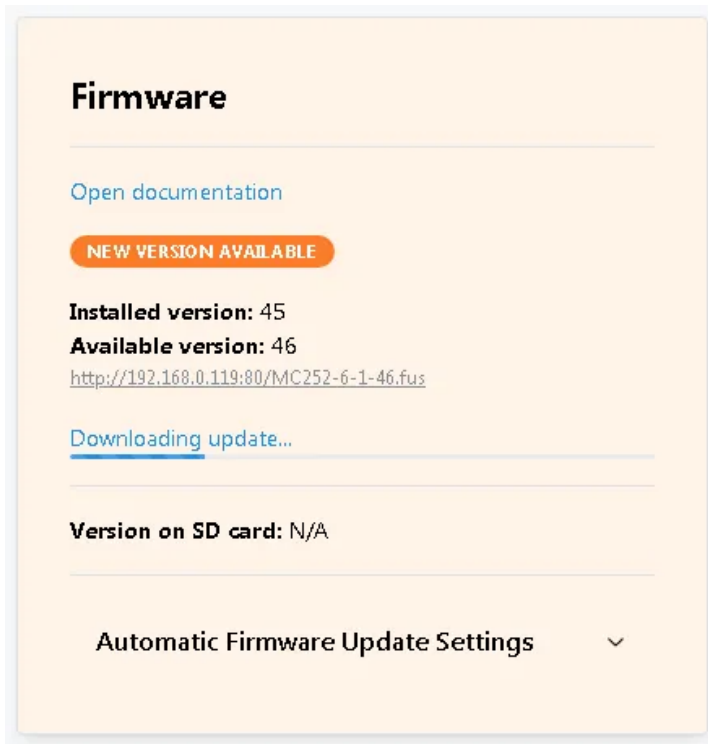 Firmware
Open documentation
NEW VERSION AVAILABLE
Installed version: 45
Available version: 46
http://192.168.0.119:80/MC252-6-1-46.fus
Downloading update...
Version on SD card: N/A
Automatic Firmware Update Settings